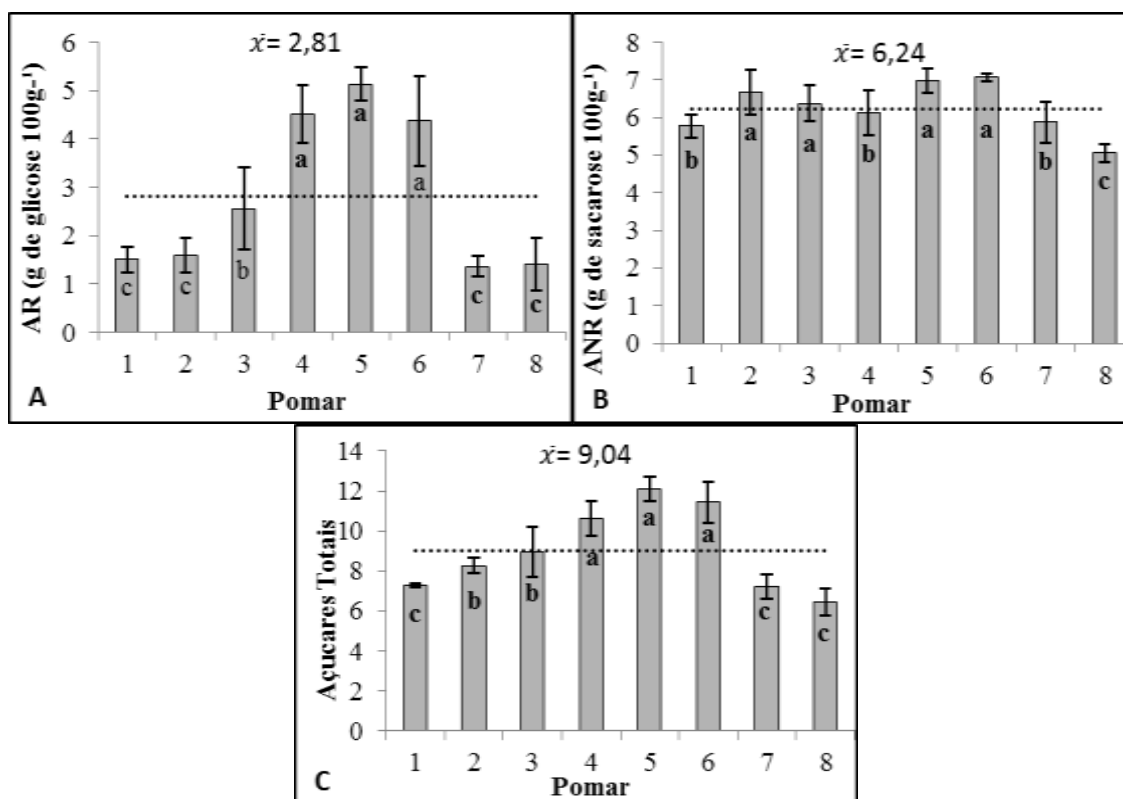 x̄= 2,81
AR (g de glicose 100g-¹)
6
5
4
3
2
1
0
c c b a a a c c
1 2 3 4 5 6 7 8
Pomar
A
x̄= 6,24
ANR (g de sacarose 100g-¹)
8
7
6
5
4
3
2
1
0
b a a b a a b c
1 2 3 4 5 6 7 8
Pomar
B
x̄= 9,04
Açucares Totais
14
12
10
8
6
4
2
0
c b b a a a c c
1 2 3 4 5 6 7 8
Pomar
C